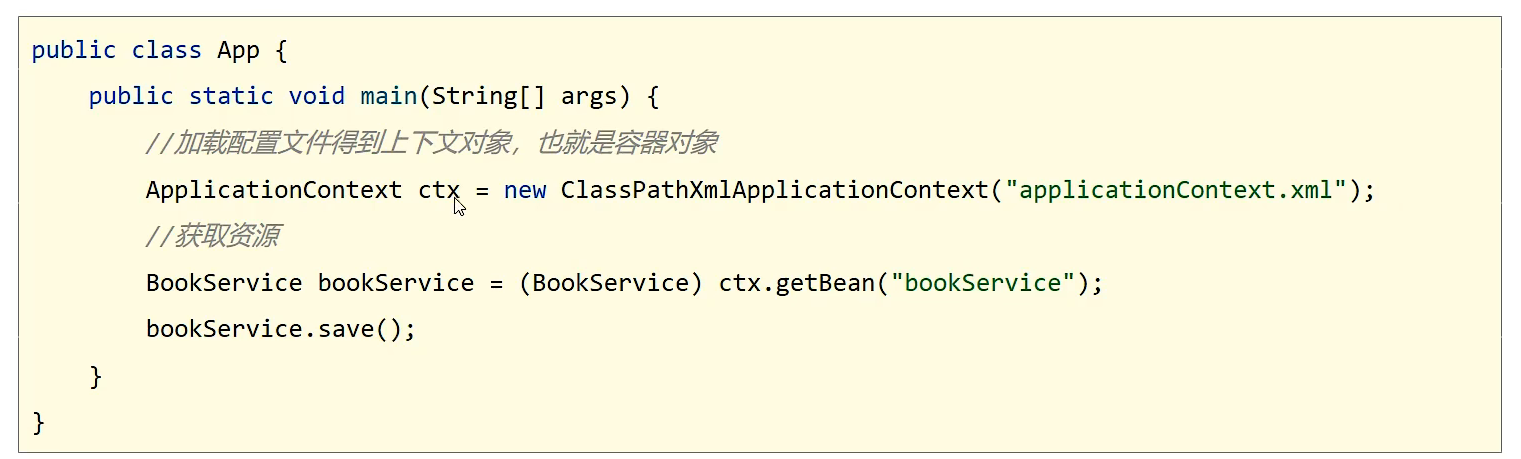 public class App {
    public static void main(String[] args) {
        //加载配置文件得到上下文对象，也就是容器对象
        ApplicationContext ctx = new ClassPathXmlApplicationContext("applicationContext.xml");
        //获取资源
        BookService bookService = (BookService) ctx.getBean("bookService");
        bookService.save();
    }
}